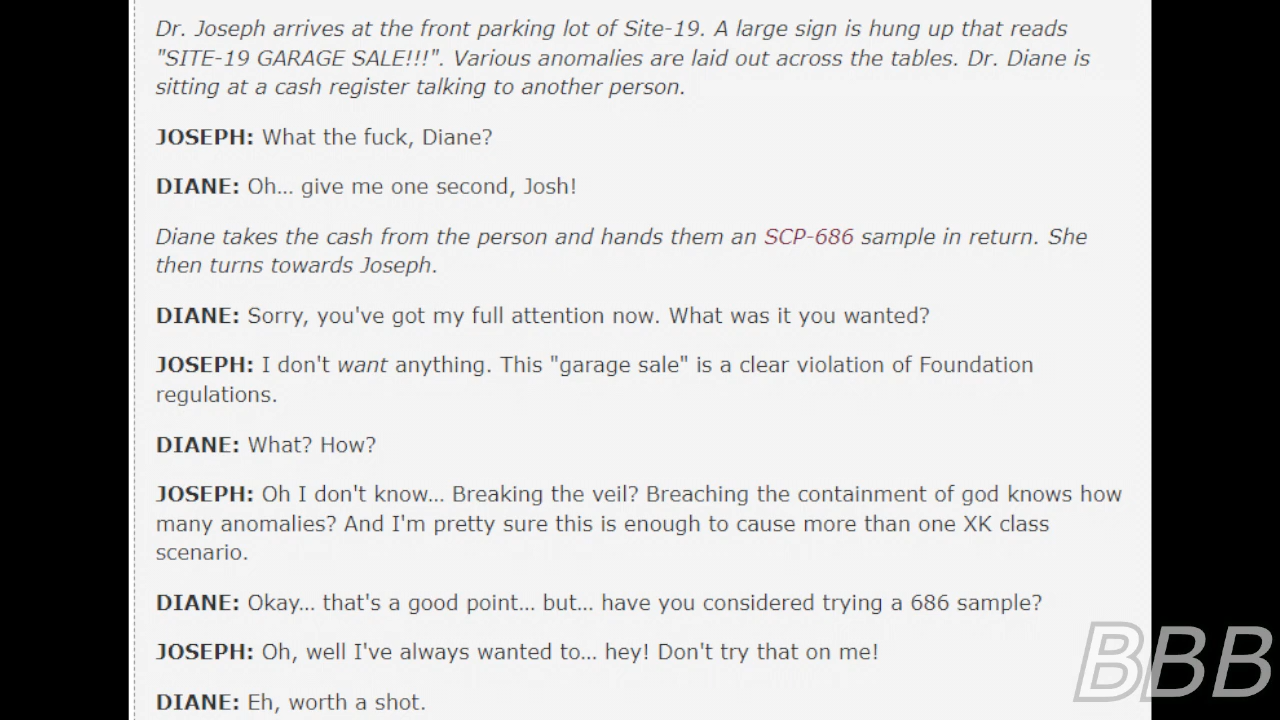 Dr. Joseph arrives at the front parking lot of Site-19. A large sign is hung up that reads
"SITE-19 GARAGE SALE!!!". Various anomalies are laid out across the tables. Dr. Diane is
sitting at a cash register talking to another person.
JOSEPH: What the fuck, Diane?
DIANE: Oh... give me one second, Josh!
Diane takes the cash from the person and hands them an SCP-686 sample in return. She
then turns towards Joseph.
DIANE: Sorry, you've got my full attention now. What was it you wanted?
JOSEPH: I don't want anything. This "garage sale" is a clear violation of Foundation
regulations.
DIANE: What? How?
JOSEPH: Oh I don't know... Breaking the veil? Breaching the containment of god knows how
many anomalies? And I'm pretty sure this is enough to cause more than one XK class
scenario.
DIANE: Okay... that's a good point... but... have you considered trying a 686 sample?
JOSEPH: Oh, well I've always wanted to... hey! Don't try that on me!
DIANE: Eh, worth a shot.
BBB